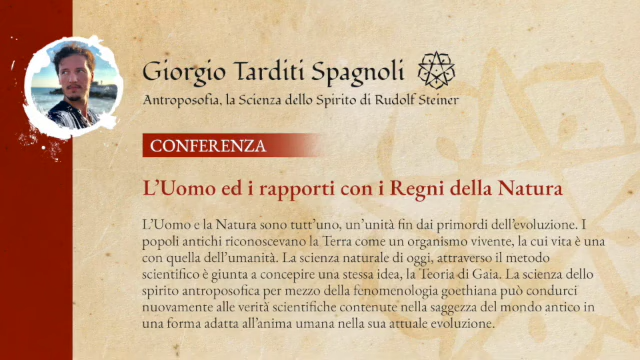 Giorgio Tarditi Spagnoli
Antroposofia, la Scienza dello Spirito di Rudolf Steiner
CONFERENZA
L'Uomo ed i rapporti con i Regni della Natura
L'Uomo e la Natura sono tutt'uno, un'unità fin dai primordi dell'evoluzione. I
popoli antichi riconoscevano la Terra come un organismo vivente, la cui vita è una
con quella dell'umanità. La scienza naturale di oggi, attraverso il metodo
scientifico è giunta a concepire una stessa idea, la Teoria di Gaia. La scienza dello
spirito antroposofica per mezzo della fenomenologia goethiana può condurci
nuovamente alle verità scientifiche contenute nella saggezza del mondo antico in
una forma adatta all'anima umana nella sua attuale evoluzione.